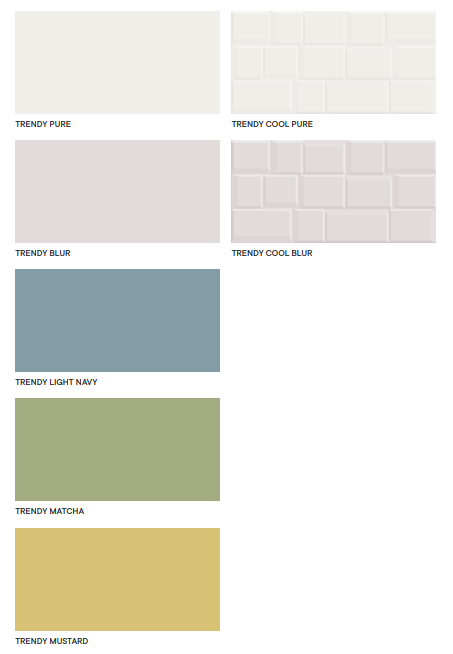 TRENDY PURE
TRENDY COOL PURE
TRENDY BLUR
TRENDY COOL BLUR
TRENDY LIGHT NAVY
TRENDY MATCHA
TRENDY MUSTARD